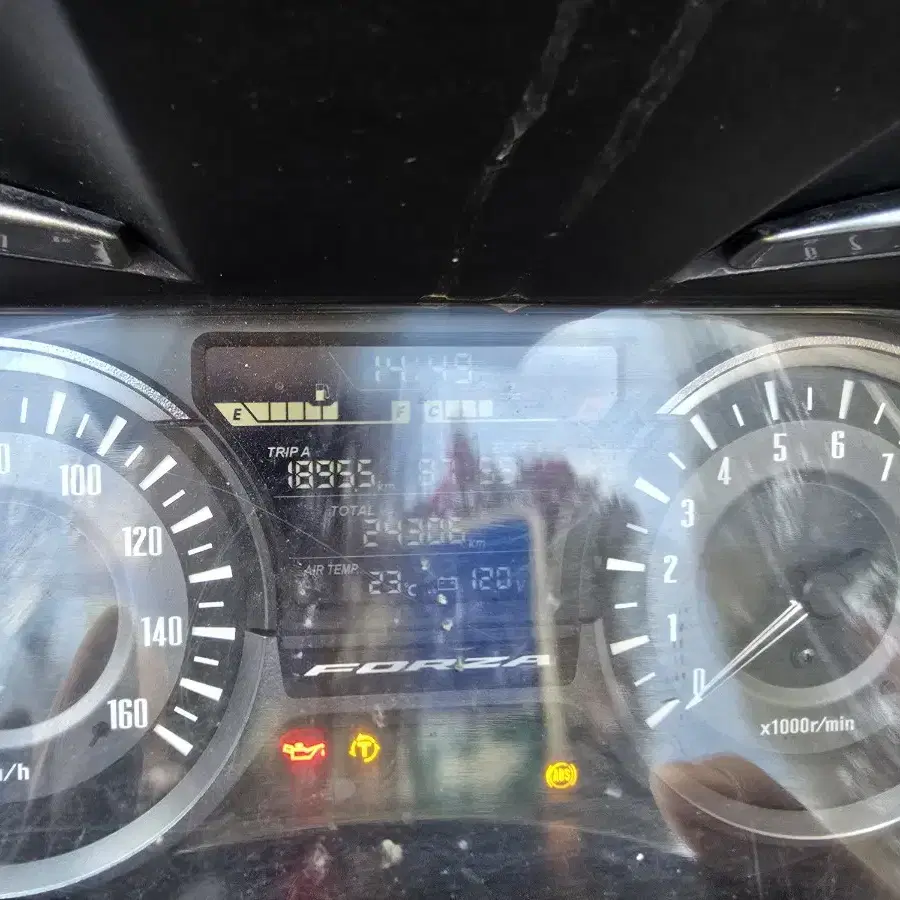 14:49
E F C
TRIP A
1895.5 km
TOTAL
24306 km
AIR TEMP.
23 °C 12.0 V
FORZA
100
120
140
160
/h
0
1
2
3
4
5
6
7
x1000r/min
T
ABS